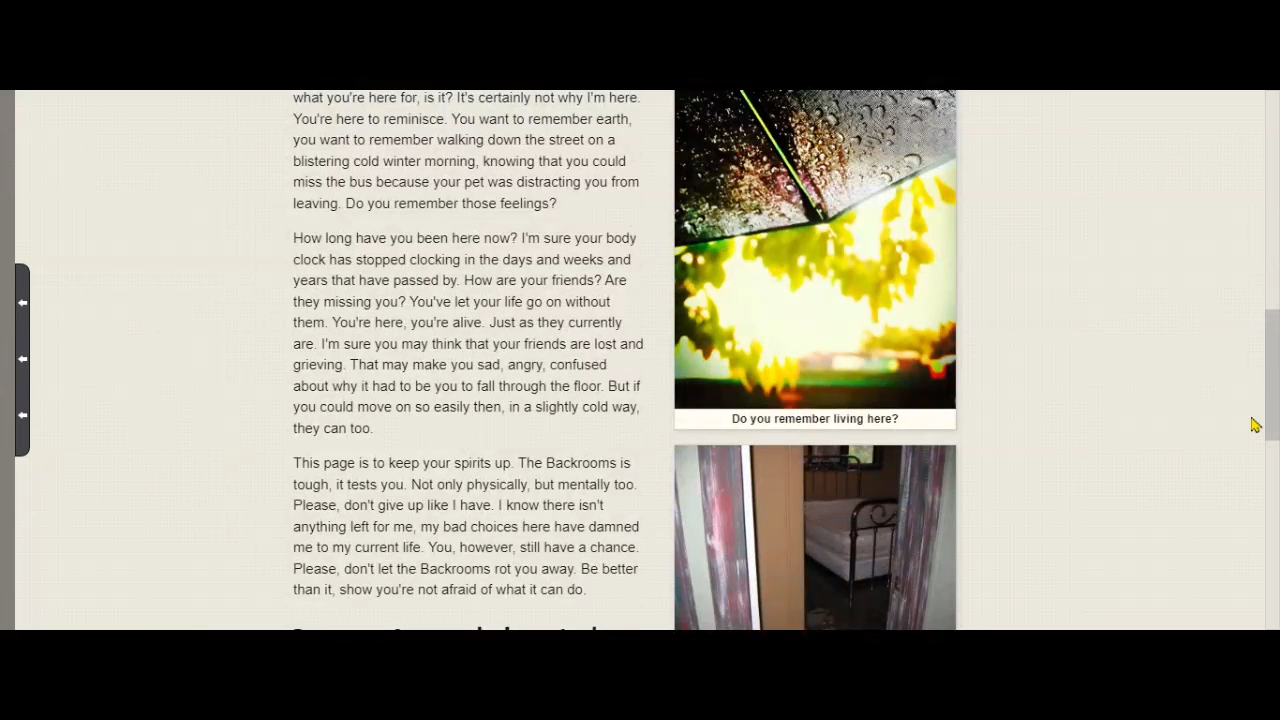 what you're here for, is it? It's certainly not why I'm here.
You're here to reminisce. You want to remember earth,
you want to remember walking down the street on a
blistering cold winter morning, knowing that you could
miss the bus because your pet was distracting you from
leaving. Do you remember those feelings?
How long have you been here now? I'm sure your body
clock has stopped clocking in the days and weeks and
years that have passed by. How are your friends? Are
they missing you? You've let your life go on without
them. You're here, you're alive. Just as they currently
are. I'm sure you may think that your friends are lost and
grieving. That may make you sad, angry, confused
about why it had to be you to fall through the floor. But if
you could move on so easily then, in a slightly cold way,
they can too.
This page is to keep your spirits up. The Backrooms is
tough, it tests you. Not only physically, but mentally too.
Please, don't give up like I have. I know there isn't
anything left for me, my bad choices here have damned
me to my current life. You, however, still have a chance.
Please, don't let the Backrooms rot you away. Be better
than it, show you're not afraid of what it can do.
Do you remember living here?